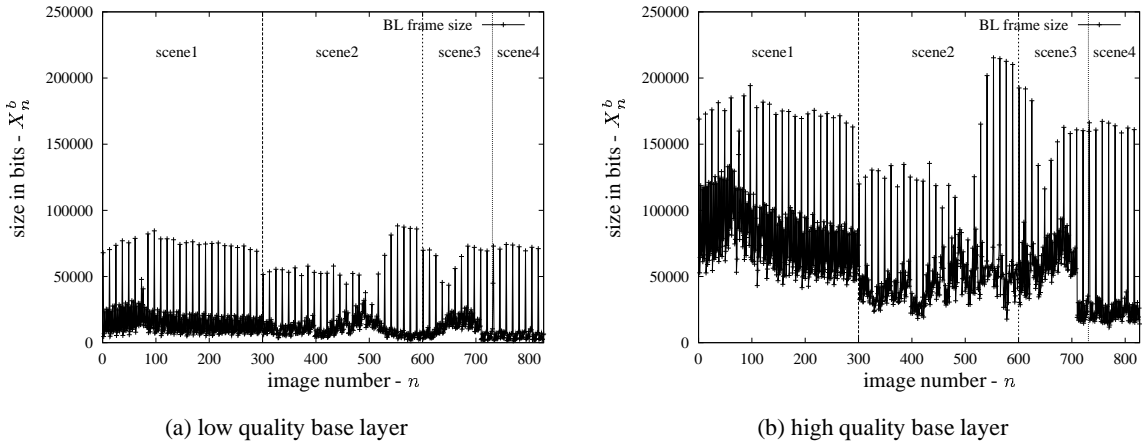 250000
200000
150000
100000
50000
0
size in bits - X_n^b
BL frame size
scene1
scene2
scene3
scene4
0 100 200 300 400 500 600 700 800
image number - n
(a) low quality base layer
250000
200000
150000
100000
50000
0
size in bits - X_n^b
BL frame size
scene1
scene2
scene3
scene4
0 100 200 300 400 500 600 700 800
image number - n
(b) high quality base layer